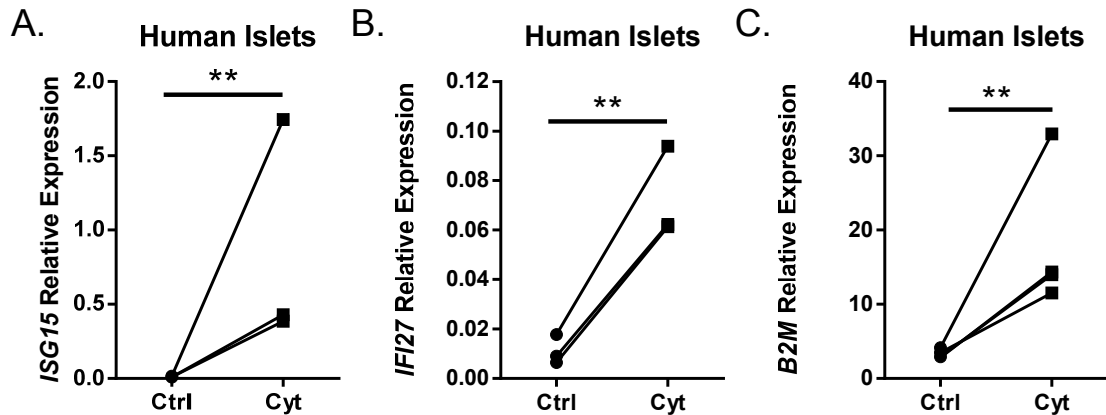 A.
Human Islets
**
ISG15 Relative Expression
2.0
1.5
1.0
0.5
0.0
Ctrl Cyt
B.
Human Islets
**
IFI27 Relative Expression
0.12
0.10
0.08
0.06
0.04
0.02
0.00
Ctrl Cyt
C.
Human Islets
**
B2M Relative Expression
40
30
20
10
0
Ctrl Cyt